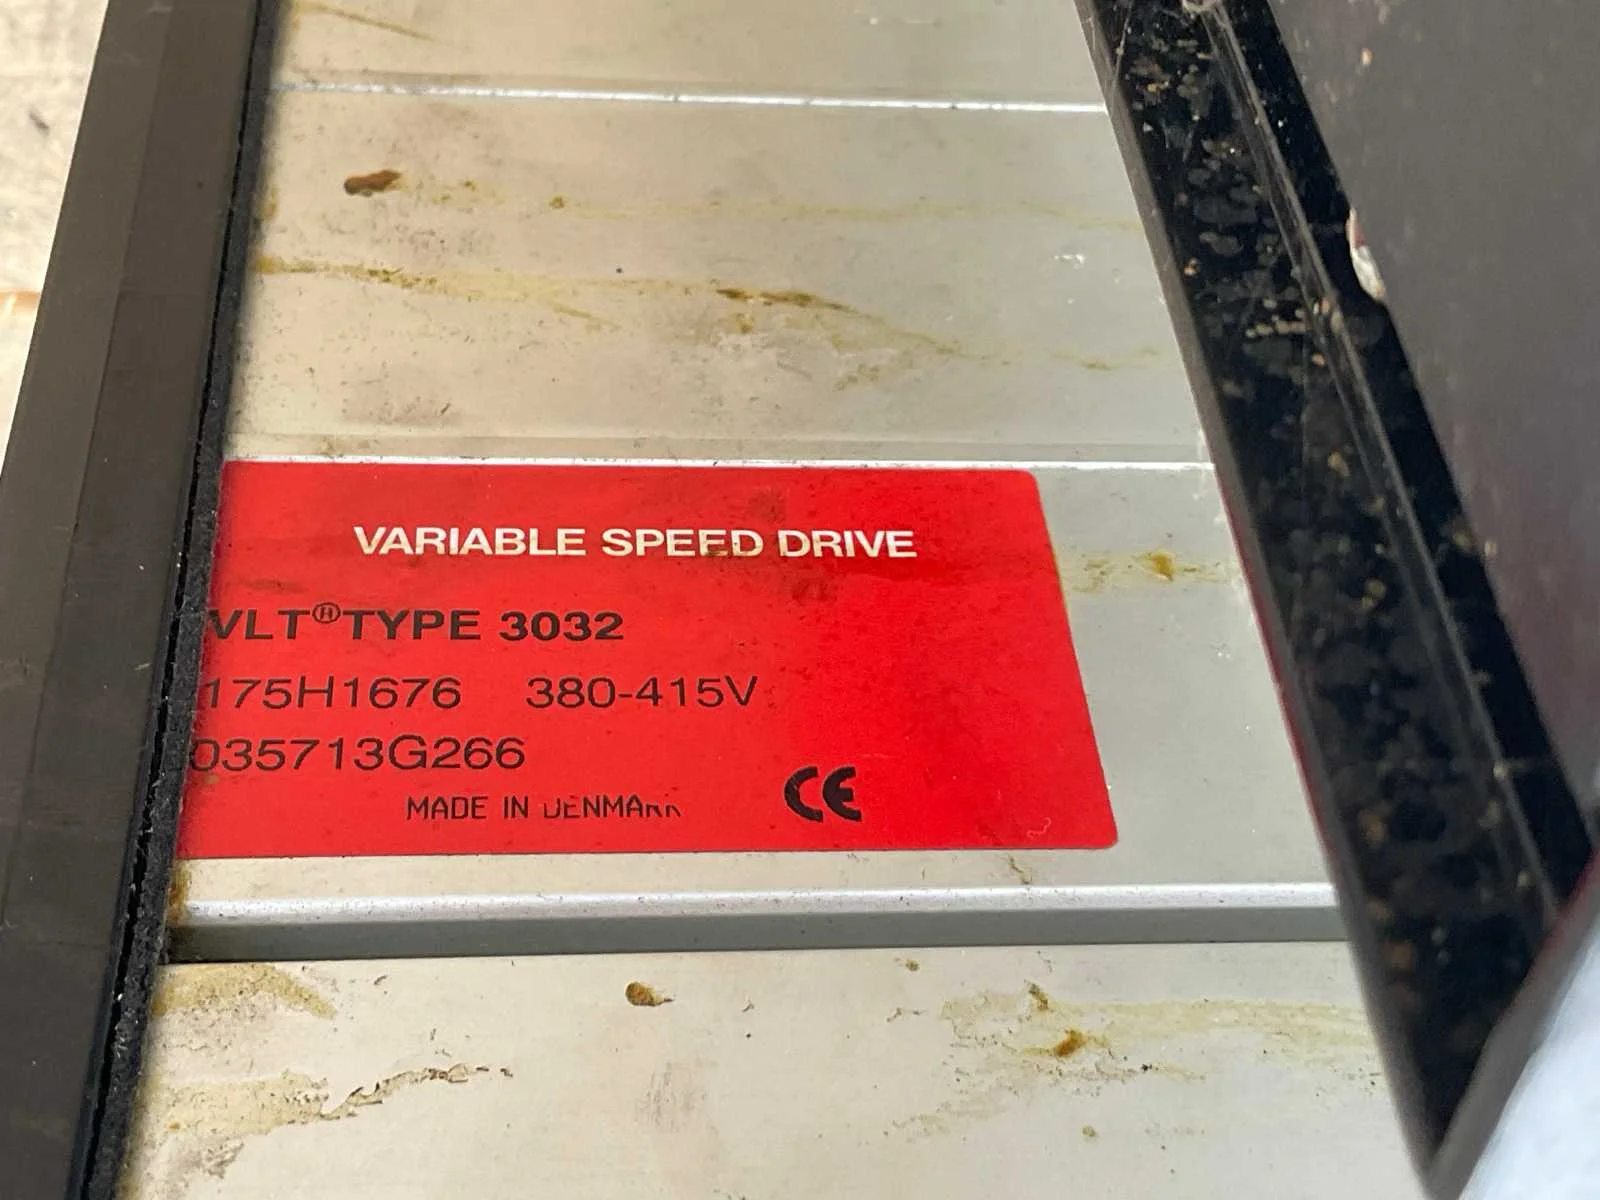 VARIABLE SPEED DRIVE
VLT® TYPE 3032
175H1676 380-415V
035713G266
MADE IN DENMARK
CE